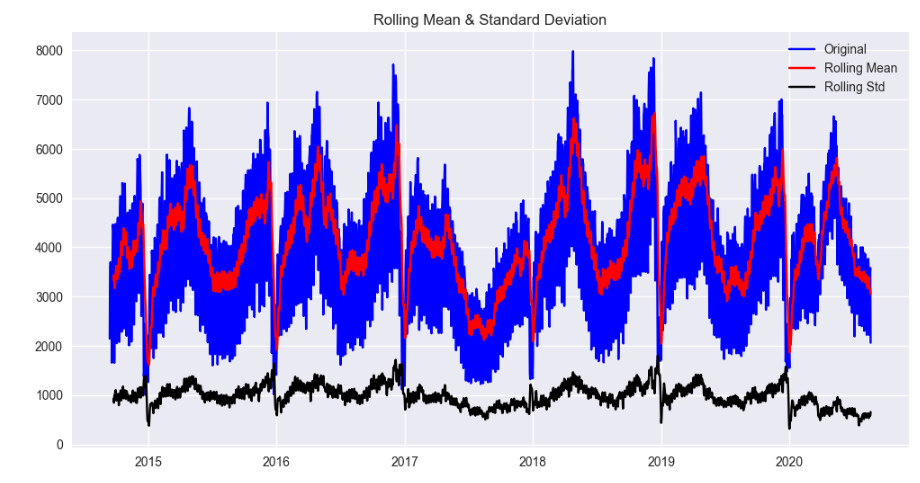 Rolling Mean & Standard Deviation
Original
Rolling Mean
Rolling Std
8000
7000
6000
5000
4000
3000
2000
1000
0
2015 2016 2017 2018 2019 2020